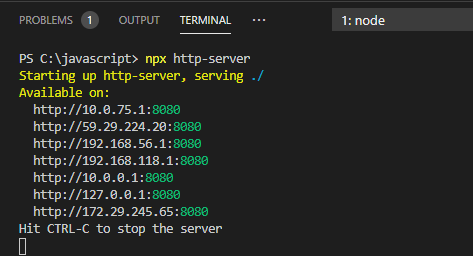 PROBLEMS 1 OUTPUT TERMINAL 1: node
PS C:\javascript> npx http-server
Starting up http-server, serving ./
Available on:
http://10.0.75.1:8080
http://59.29.224.20:8080
http://192.168.56.1:8080
http://192.168.118.1:8080
http://10.0.0.1:8080
http://127.0.0.1:8080
http://172.29.245.65:8080
Hit CTRL-C to stop the server